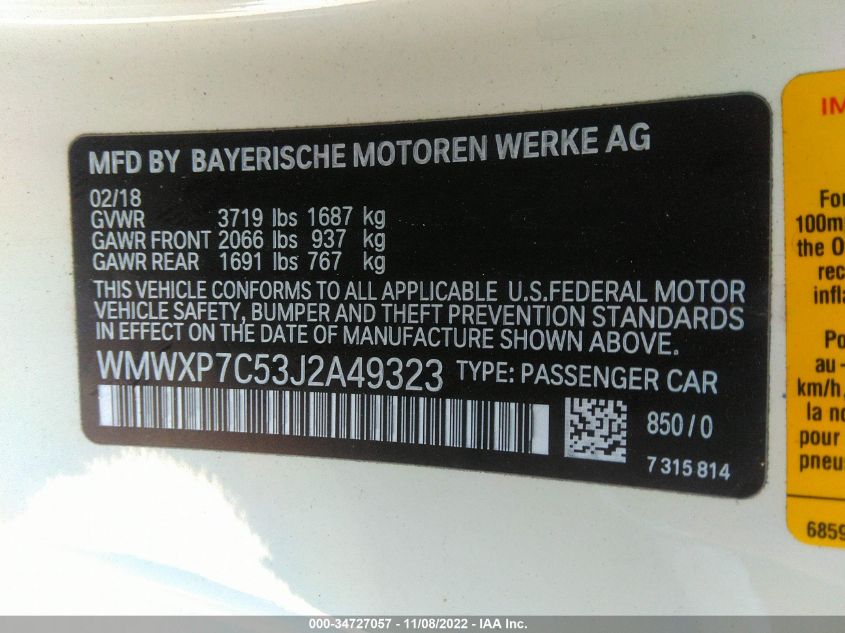 MFD BY BAYERISCHE MOTOREN WERKE AG
02/18
GVWR 3719 lbs 1687 kg
GAWR FRONT 2066 lbs 937 kg
GAWR REAR 1691 lbs 767 kg
THIS VEHICLE CONFORMS TO ALL APPLICABLE U.S.FEDERAL MOTOR
VEHICLE SAFETY, BUMPER AND THEFT PREVENTION STANDARDS
IN EFFECT ON THE DATE OF MANUFACTURE SHOWN ABOVE.
WMWXP7C53J2A49323 TYPE: PASSENGER CAR
850/0
7 315 814
IM
For
100m
the O
rec
infla
Po
au -
km/h,
la no
pour
pneus
6859
000-34727057 - 11/08/2022 - IAA Inc.